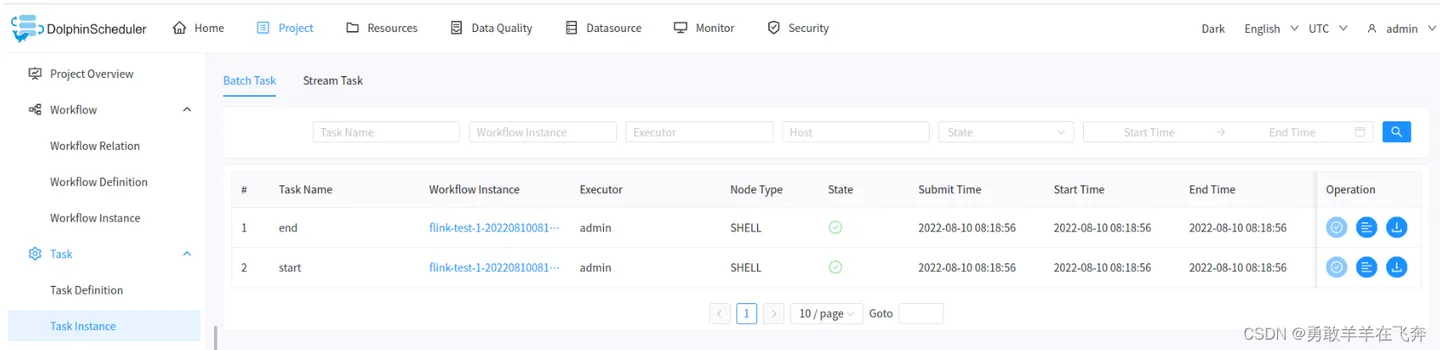 DolphinScheduler Home Project Resources Data Quality Datasource Monitor Security Dark English UTC admin
Project Overview
Workflow
Workflow Relation
Workflow Definition
Workflow Instance
Task
Task Definition
Task Instance
Batch Task Stream Task
Task Name Workflow Instance Executor Host State Start Time End Time
# Task Name Workflow Instance Executor Node Type State Submit Time Start Time End Time Operation
1 end flink-test-1-20220810081··· admin SHELL 2022-08-10 08:18:56 2022-08-10 08:18:56 2022-08-10 08:18:56
2 start flink-test-1-20220810081··· admin SHELL 2022-08-10 08:18:56 2022-08-10 08:18:56 2022-08-10 08:18:56
1 10 / page Goto
CSDN @勇敢羊羊在飞奔